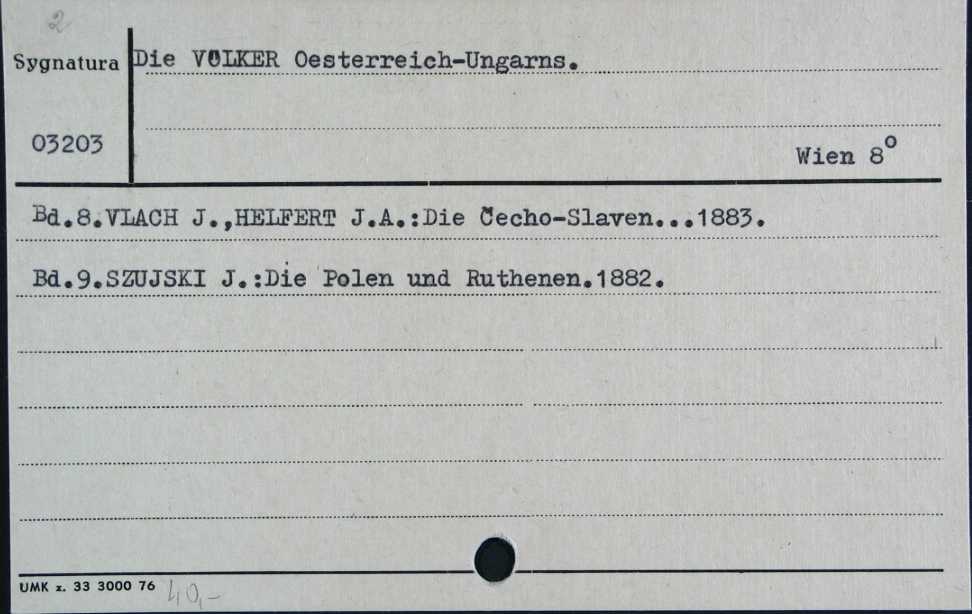 2
Sygnatura Die VÖLKER Oesterreich-Ungarns.
03203
Wien 8°
Bd.8.VLACH J.,HELFERT J.A.:Die Čecho-Slaven...1883.
Bd.9.SZUJSKI J.:Die Polen und Ruthenen.1882.
UMK z. 33 3000 76 40,-